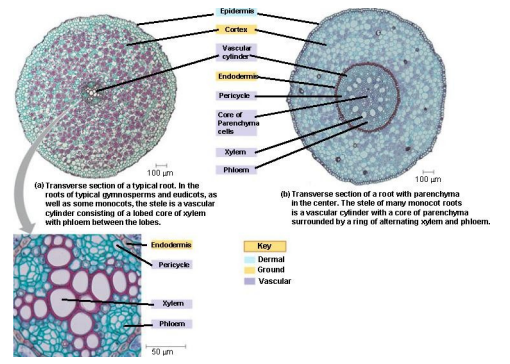 Epidermis
Cortex
Vascular
cylinder
Endodermis
Pericycle
Core of
Parenchyma
cells
Xylem
Phloem
100 µm
100 µm
(a) Transverse section of a typical root. In the
roots of typical gymnosperms and eudicots, as
well as some monocots, the stele is a vascular
cylinder consisting of a lobed core of xylem
with phloem between the lobes.
(b) Transverse section of a root with parenchyma
in the center. The stele of many monocot roots
is a vascular cylinder with a core of parenchyma
surrounded by a ring of alternating xylem and phloem.
Endodermis
Pericycle
Xylem
Phloem
50 µm
Key
Dermal
Ground
Vascular